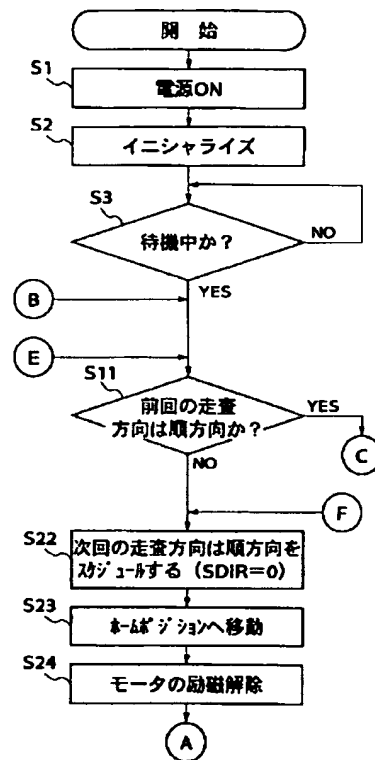 開 始
S1
電源ON
S2
イニシャライズ
S3
待機中か？
NO
YES
B
E
S11
前回の走査
方向は順方向か？
YES
NO
C
F
S22
次回の走査方向は順方向を
スケジュールする（SDiR=0）
S23
ホームポジションへ移動
S24
モータの励磁解除
A